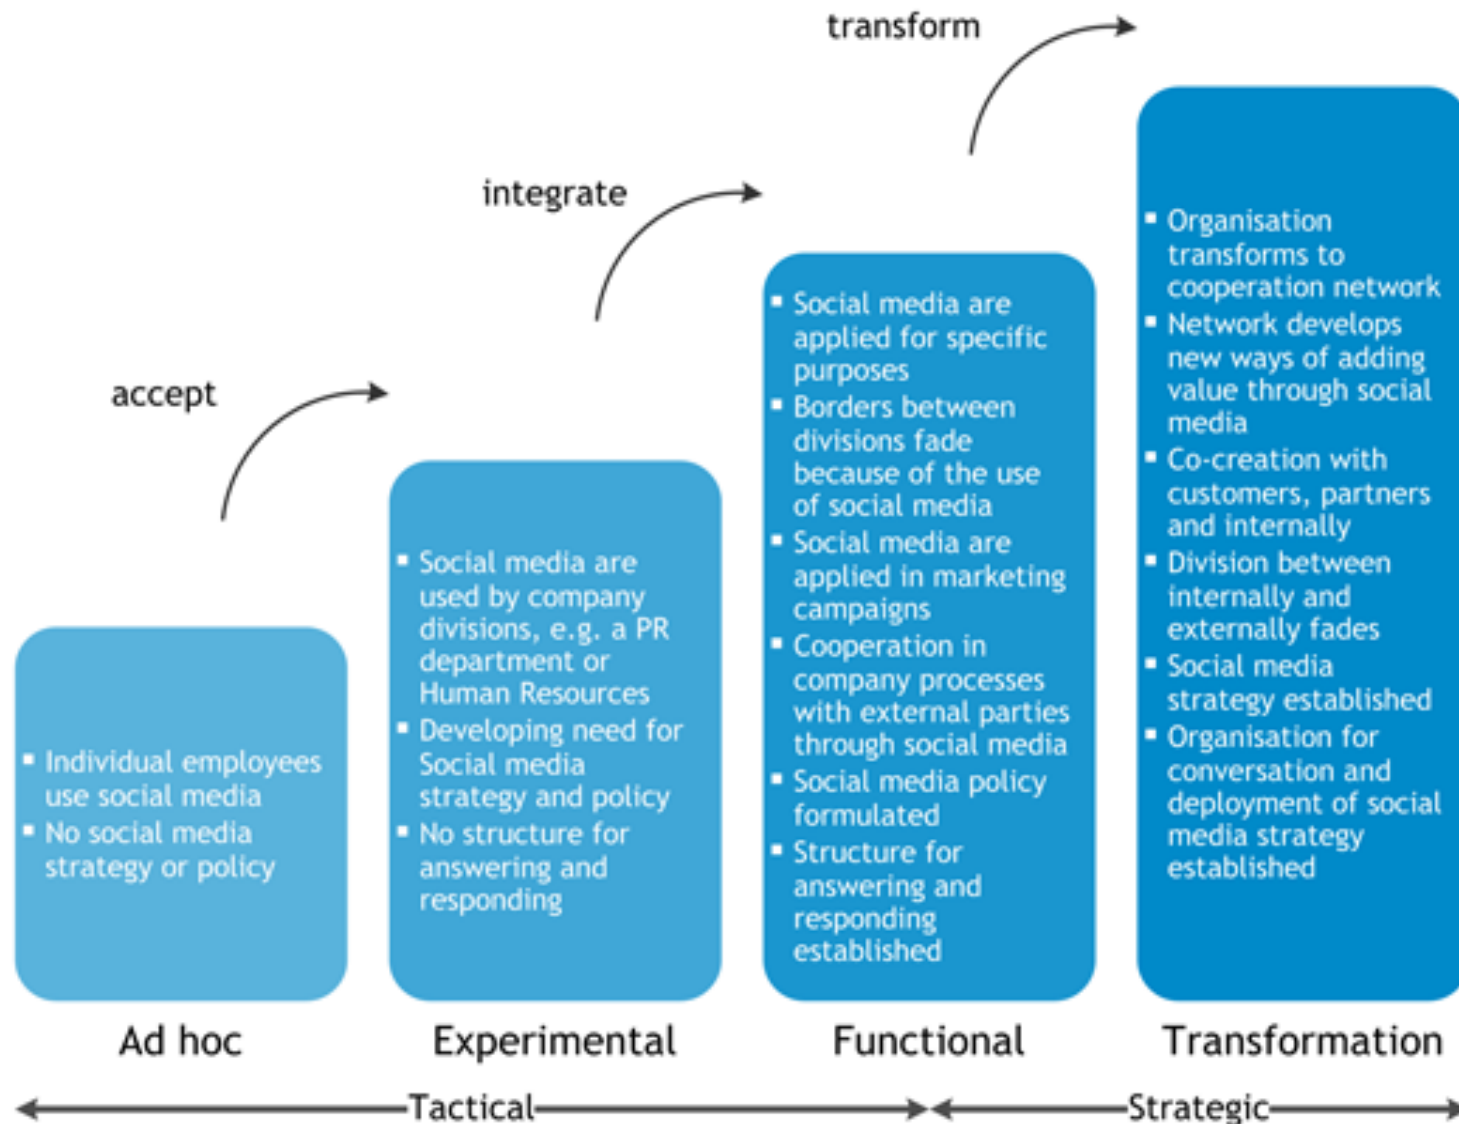 transform
integrate
accept
▪ Individual employees
use social media
▪ No social media
strategy or policy
▪ Social media are
used by company
divisions, e.g. a PR
department or
Human Resources
▪ Developing need for
Social media
strategy and policy
▪ No structure for
answering and
responding
▪ Social media are
applied for specific
purposes
▪ Borders between
divisions fade
because of the use
of social media
▪ Social media are
applied in marketing
campaigns
▪ Cooperation in
company processes
with external parties
through social media
▪ Social media policy
formulated
▪ Structure for
answering and
responding
established
▪ Organisation
transforms to
cooperation network
▪ Network develops
new ways of adding
value through social
media
▪ Co-creation with
customers, partners
and internally
▪ Division between
internally and
externally fades
▪ Social media
strategy established
▪ Organisation for
conversation and
deployment of social
media strategy
established
Ad hoc
Experimental
Functional
Transformation
Tactical
Strategic